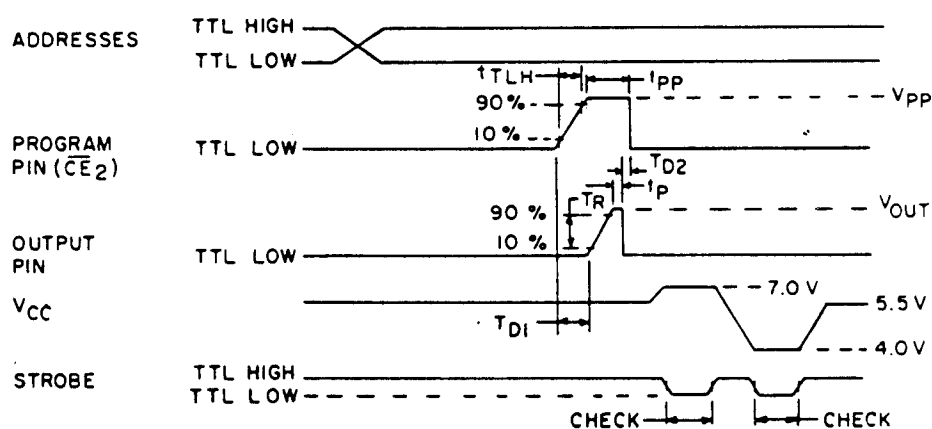 ADDRESSES
TTL HIGH
TTL LOW
tTLH
tPP
90%
VPP
10%
PROGRAM
PIN (CE2)
TTL LOW
TD2
tP
TR
90%
VOUT
10%
OUTPUT
PIN
TTL LOW
VCC
7.0 V
5.5 V
TD1
4.0 V
STROBE
TTL HIGH
TTL LOW
CHECK
CHECK